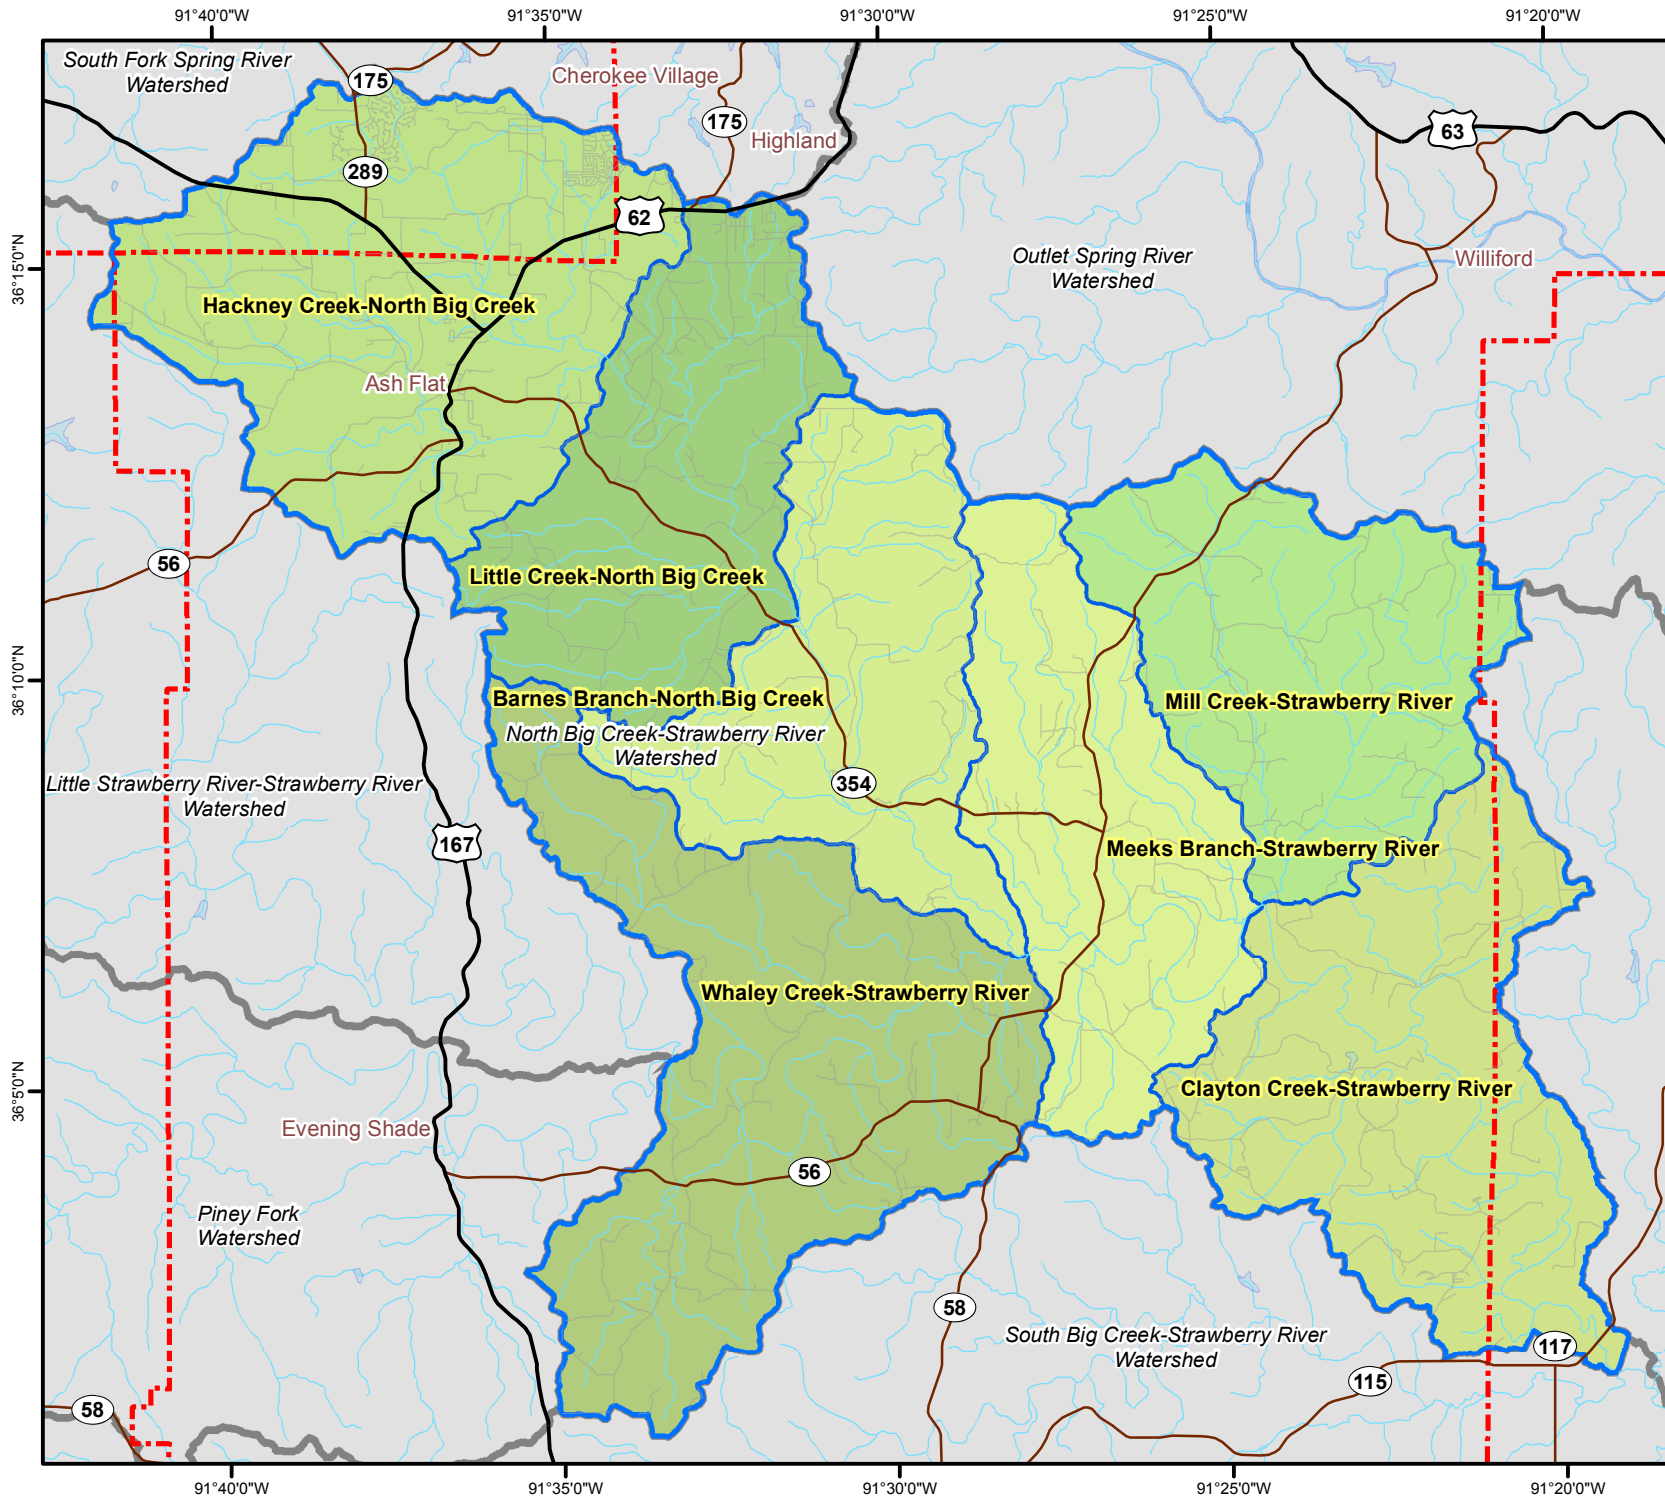 91°40'0"W
91°35'0"W
91°30'0"W
91°25'0"W
91°20'0"W
South Fork Spring River
Watershed
175
Cherokee Village
175
Highland
63
289
62
36°15'0"N
Outlet Spring River
Watershed
Williford
Hackney Creek-North Big Creek
Ash Flat
56
Little Creek-North Big Creek
36°10'0"N
Barnes Branch-North Big Creek
Mill Creek-Strawberry River
North Big Creek-Strawberry River
Watershed
Little Strawberry River-Strawberry River
Watershed
354
167
Meeks Branch-Strawberry River
Whaley Creek-Strawberry River
36°5'0"N
Clayton Creek-Strawberry River
Evening Shade
56
Piney Fork
Watershed
58
South Big Creek-Strawberry River
Watershed
117
115
58
91°40'0"W
91°35'0"W
91°30'0"W
91°25'0"W
91°20'0"W